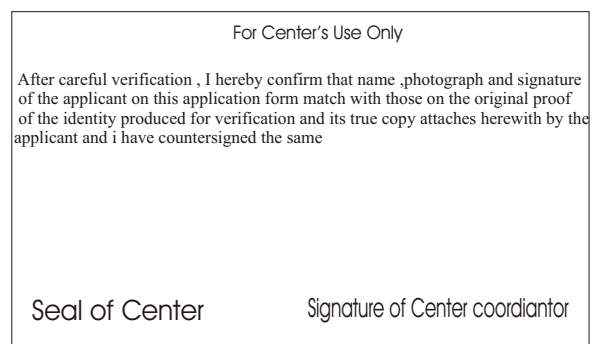 For Center's Use Only
After careful verification , I hereby confirm that name ,photograph and signature
of the applicant on this application form match with those on the original proof
of the identity produced for verification and its true copy attaches herewith by the
applicant and i have countersigned the same
Seal of Center Signature of Center coordiantor